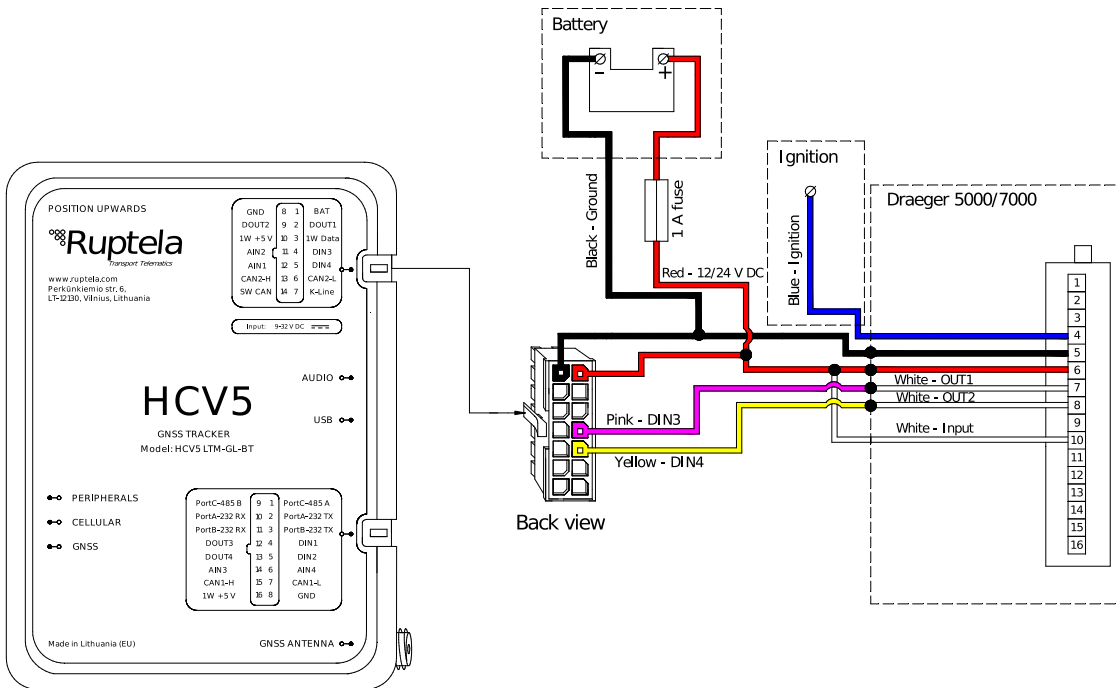 Battery
-
+
Black - Ground
1 A fuse
Red - 12/24 V DC
Ignition
Blue - Ignition
Draeger 5000/7000
1
2
3
4
5
6
7
8
9
10
11
12
13
14
15
16
White - OUT1
White - OUT2
White - Input
Pink - DIN3
Yellow - DIN4
Back view
POSITION UPWARDS
Ruptela
Transport Telematics
www.ruptela.com
Perkūnkiemio str. 6,
LT-12130, Vilnius, Lithuania
GND 8 1 BAT
DOUT2 9 2 DOUT1
1W +5 V 10 3 1W Data
AIN2 11 4 DIN3
AIN1 12 5 DIN4
CAN2-H 13 6 CAN2-L
SW CAN 14 7 K-Line
Input: 9-32 V DC
AUDIO
HCV5
USB
GNSS TRACKER
Model: HCV5 LTM-GL-BT
PERIPHERALS
CELLULAR
GNSS
PortC-485 B 9 1 PortC-485 A
PortA-232 RX 10 2 PortA-232 TX
PortB-232 RX 11 3 PortB-232 TX
DOUT3 12 4 DIN1
DOUT4 13 5 DIN2
AIN3 14 6 AIN4
CAN1-H 15 7 CAN1-L
1W +5 V 16 8 GND
Made in Lithuania (EU)
GNSS ANTENNA